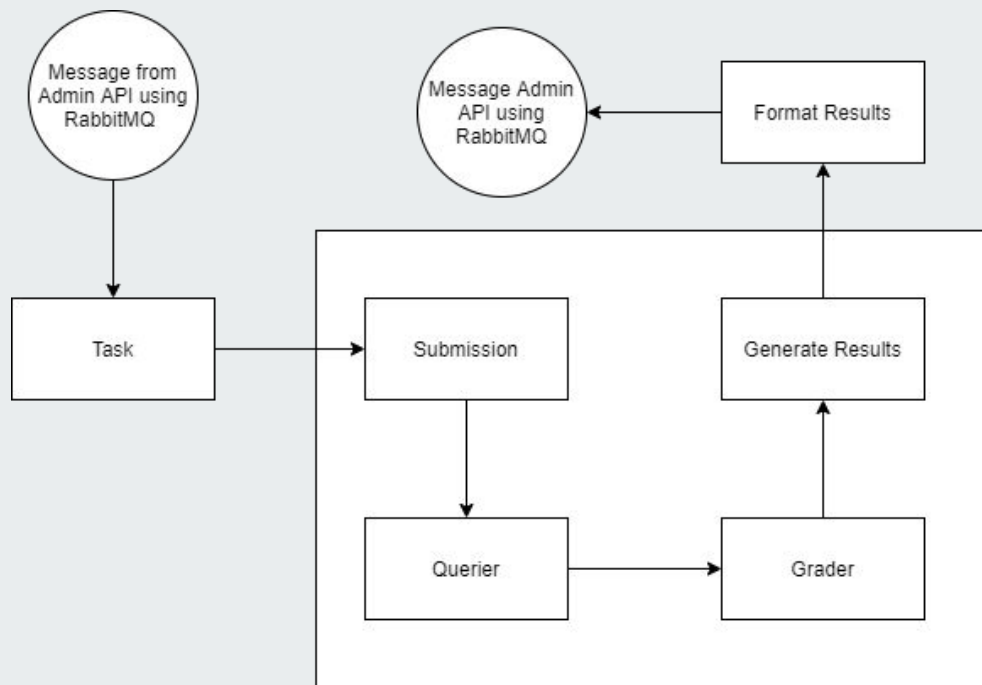 Message from
Admin API using
RabbitMQ
Message Admin
API using
RabbitMQ
Format Results
Task
Submission
Generate Results
Querier
Grader